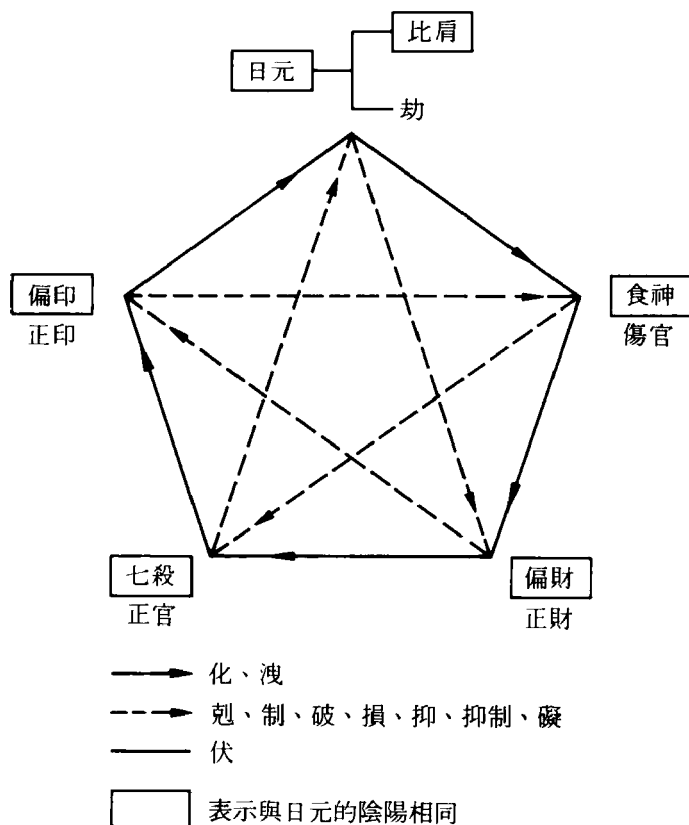 比肩
日元
劫
偏印
正印
食神
傷官
七殺
正官
偏財
正財
化、洩
剋、制、破、損、抑、抑制、礙
伏
表示與日元的陰陽相同